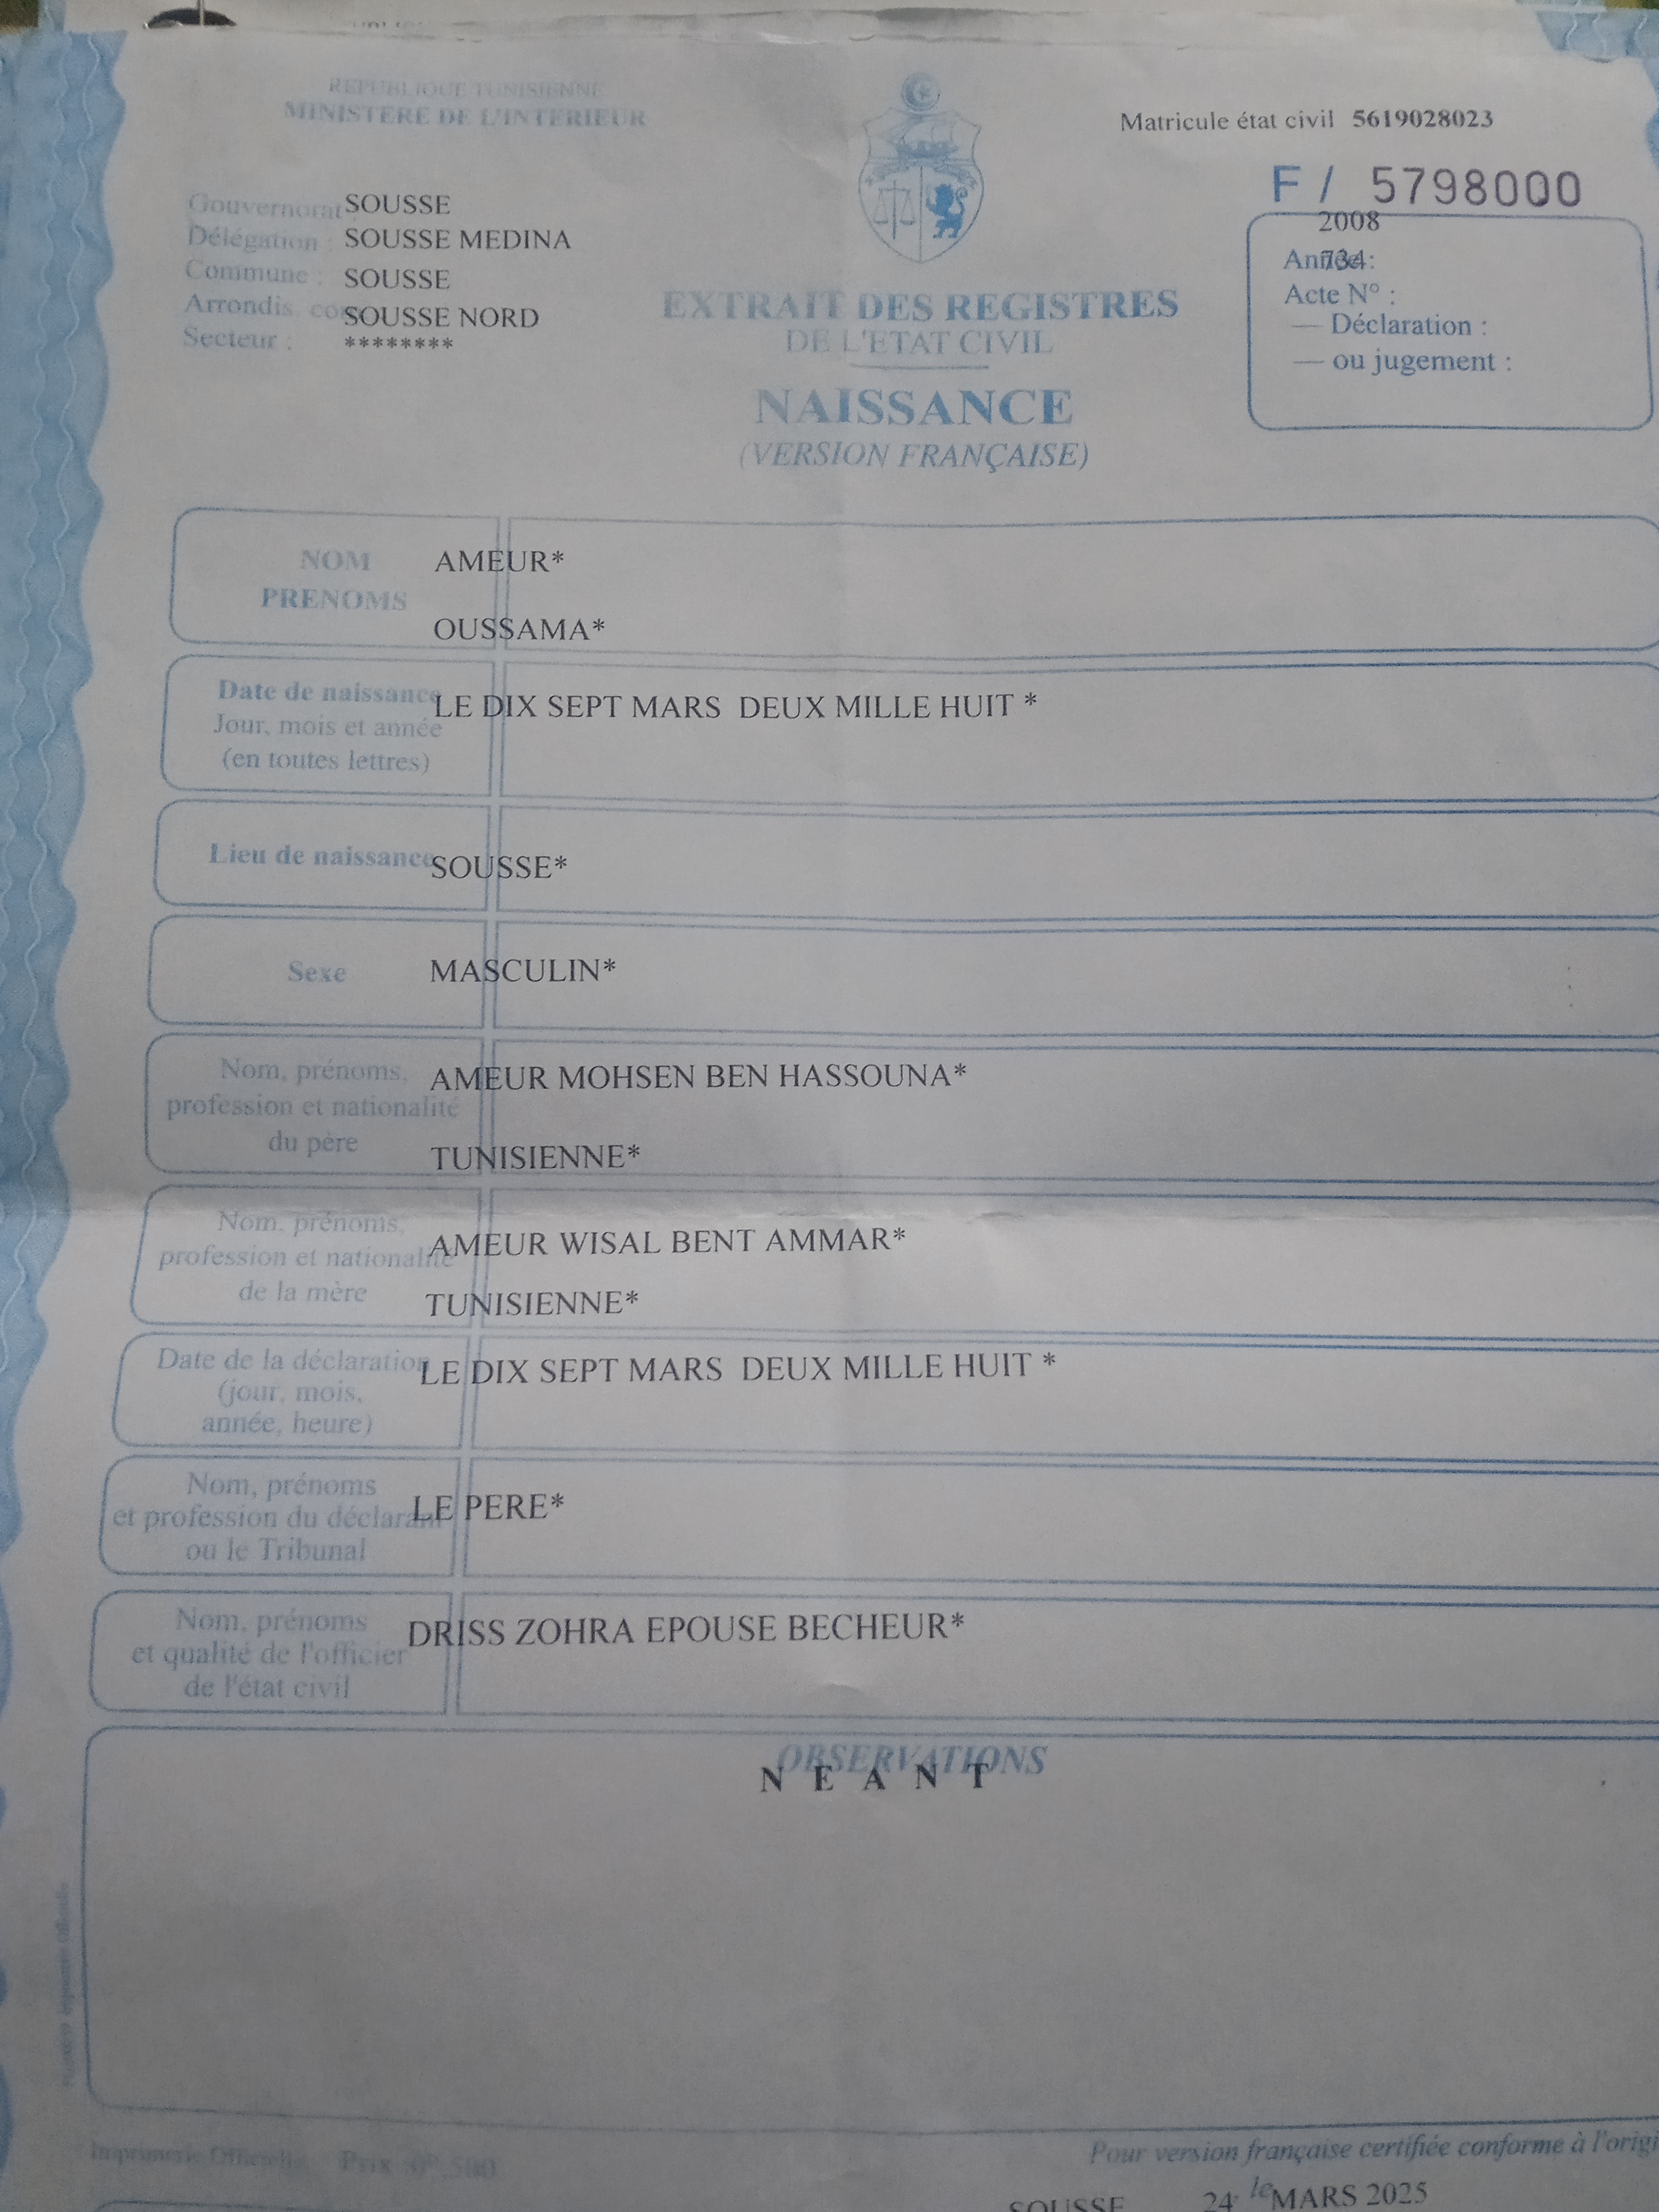 REPUBLIQUE TUNISIENNE
MINISTERE DE L'INTERIEUR
Matricule état civil 5619028023
F / 5798000
Gouvernorat SOUSSE
Délégation : SOUSSE MEDINA
Commune : SOUSSE
Arrondis. SOUSSE NORD
Secteur : ********
2008
Année :
734
Acte N° :
— Déclaration :
— ou jugement :
EXTRAIT DES REGISTRES
DE L'ETAT CIVIL
NAISSANCE
(VERSION FRANÇAISE)
NOM AMEUR*
PRENOMS
OUSSAMA*
Date de naissance LE DIX SEPT MARS DEUX MILLE HUIT *
Jour, mois et année
(en toutes lettres)
Lieu de naissance SOUSSE*
Sexe MASCULIN*
Nom, prénoms, AMEUR MOHSEN BEN HASSOUNA*
profession et nationalité
du père TUNISIENNE*
Nom, prénoms,
profession et nationalité AMEUR WISAL BENT AMMAR*
de la mère TUNISIENNE*
Date de la déclaration LE DIX SEPT MARS DEUX MILLE HUIT *
(jour, mois,
année, heure)
Nom, prénoms
et profession du déclarant LE PERE*
ou le Tribunal
Nom, prénoms DRISS ZOHRA EPOUSE BECHEUR*
et qualité de l'officier
de l'état civil
OBSERVATIONS
N E A N T
Imprimerie Officielle Prix : 0ᴰ,500
Pour version française certifiée conforme à l'origi
SOUSSE 24 le MARS 2025